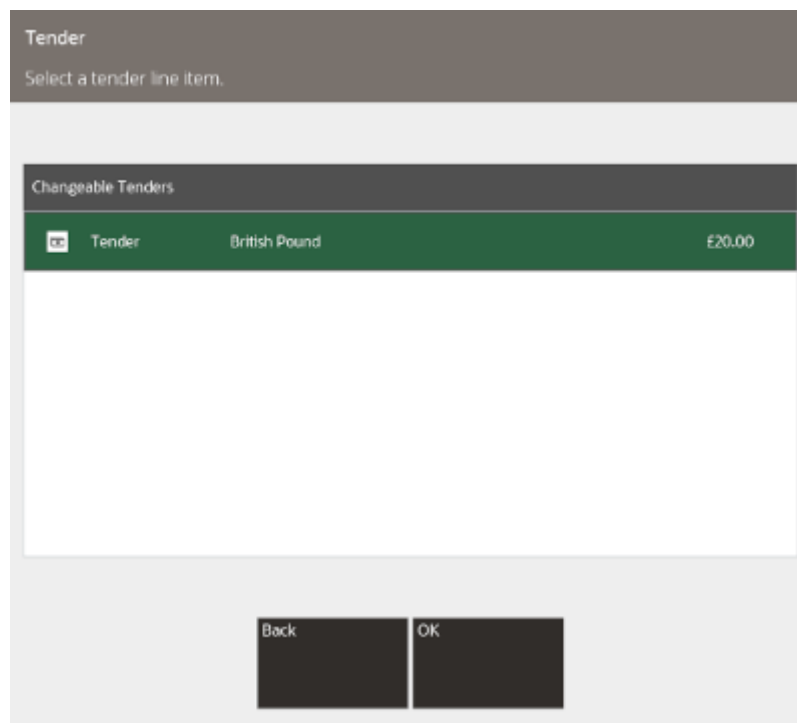 Tender
Select a tender line item.
Changeable Tenders
Tender British Pound £20.00
Back OK